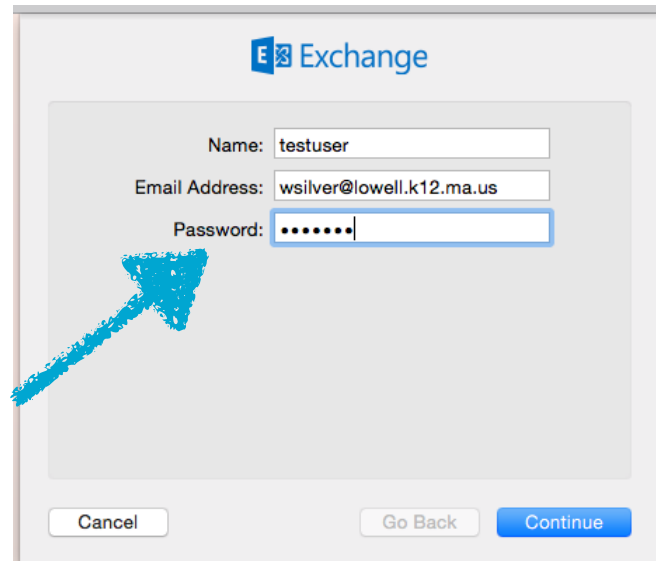 Exchange
Name: testuser
Email Address: wsilver@lowell.k12.ma.us
Password: •••••••
Cancel Go Back Continue